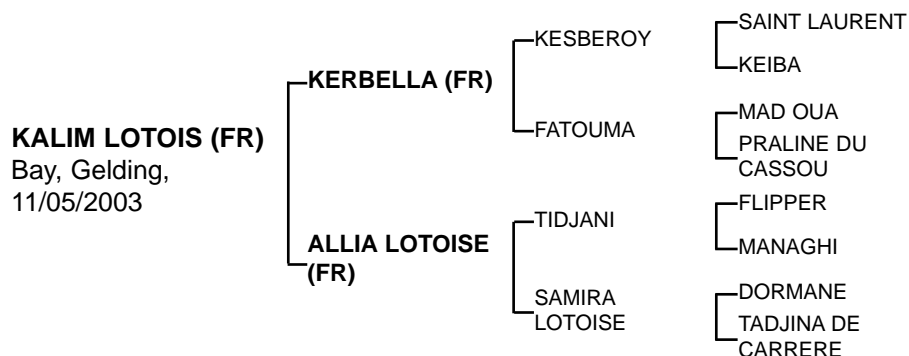 KALIM LOTOIS (FR)
Bay, Gelding,
11/05/2003
KERBELLA (FR)
ALLIA LOTOISE
(FR)
KESBEROY
FATOUMA
TIDJANI
SAMIRA
LOTOISE
SAINT LAURENT
KEIBA
MAD OUA
PRALINE DU
CASSOU
FLIPPER
MANAGHI
DORMANE
TADJINA DE
CARRERE